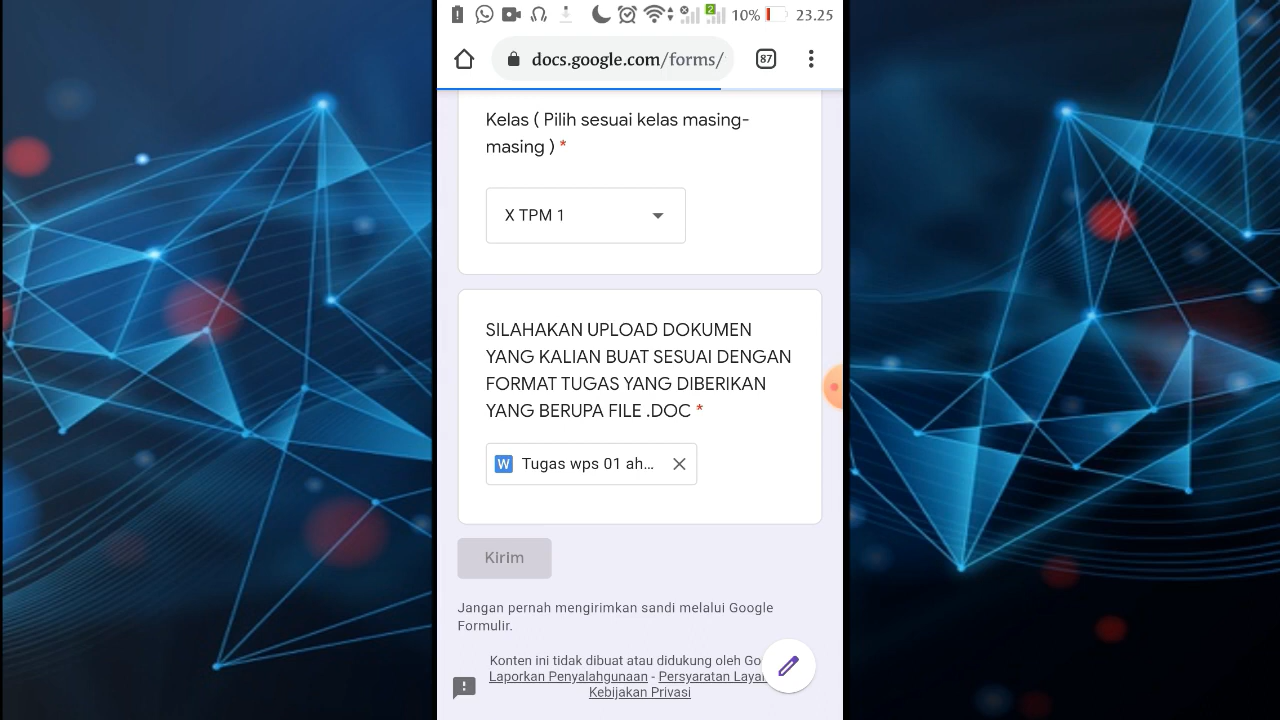 10% 23.25
docs.google.com/forms/ 87
Kelas ( Pilih sesuai kelas masing-
masing ) *
X TPM 1
SILAHAKAN UPLOAD DOKUMEN
YANG KALIAN BUAT SESUAI DENGAN
FORMAT TUGAS YANG DIBERIKAN
YANG BERUPA FILE .DOC *
W Tugas wps 01 ah...
Kirim
Jangan pernah mengirimkan sandi melalui Google
Formulir.
Konten ini tidak dibuat atau didukung oleh Go
Laporkan Penyalahgunaan - Persyaratan Laya
Kebijakan Privasi